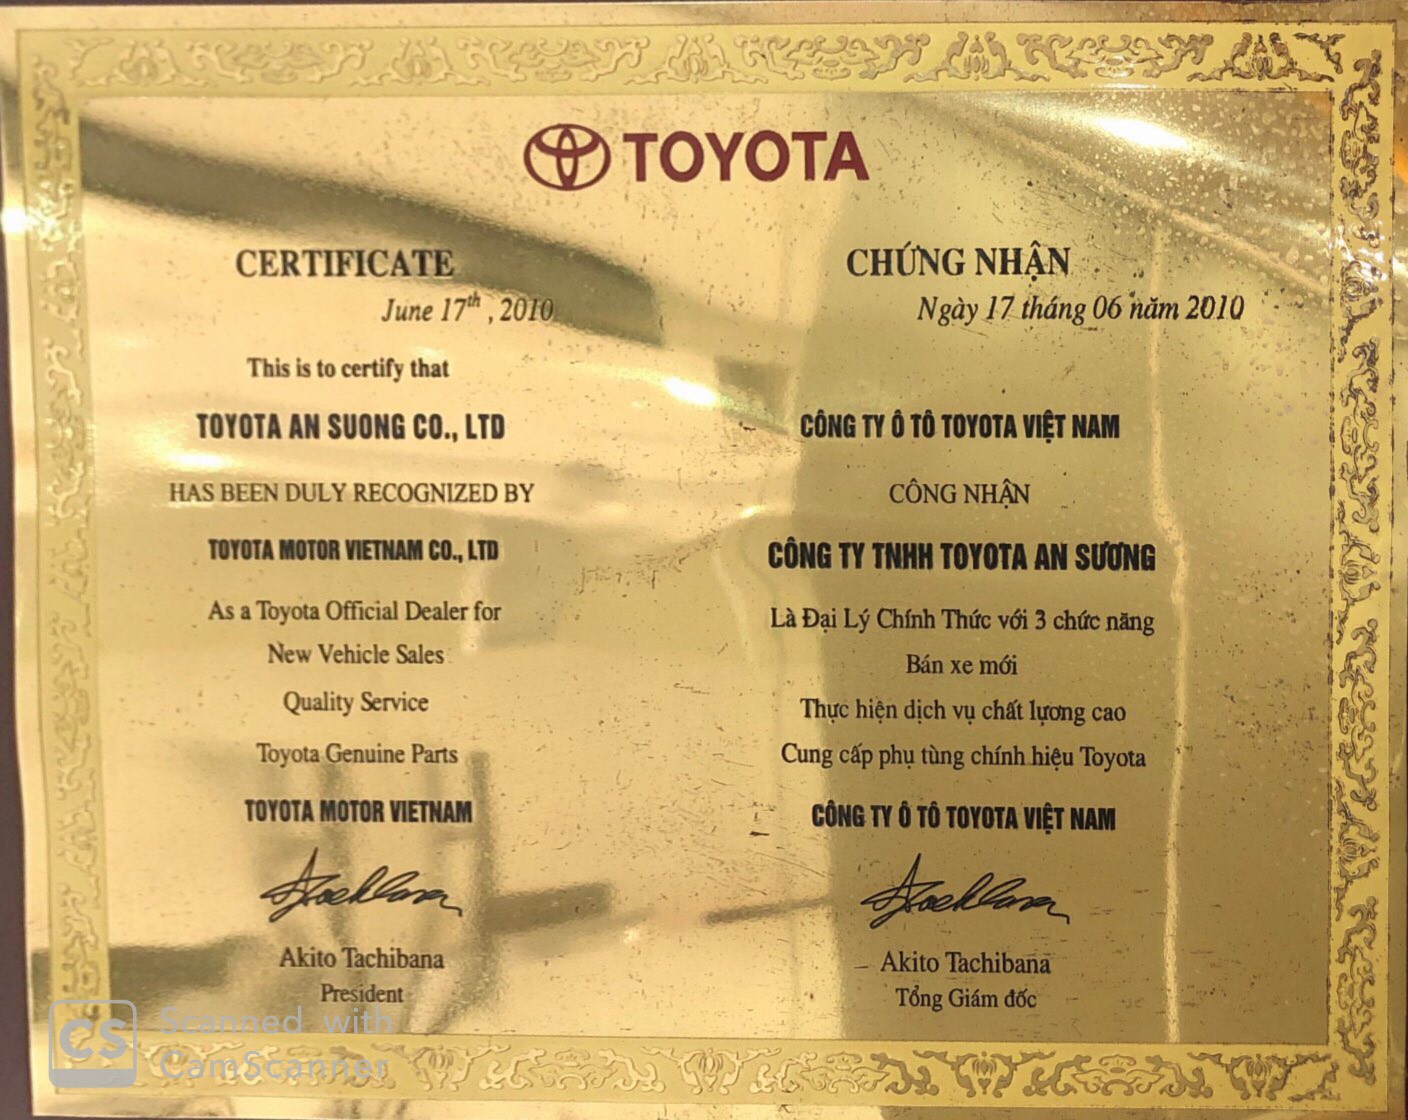 TOYOTA
CERTIFICATE
June 17th, 2010
This is to certify that
TOYOTA AN SUONG CO., LTD
HAS BEEN DULY RECOGNIZED BY
TOYOTA MOTOR VIETNAM CO., LTD
As a Toyota Official Dealer for
New Vehicle Sales
Quality Service
Toyota Genuine Parts
TOYOTA MOTOR VIETNAM
Akito Tachibana
President
CHỨNG NHẬN
Ngày 17 tháng 06 năm 2010
CÔNG TY Ô TÔ TOYOTA VIỆT NAM
CÔNG NHẬN
CÔNG TY TNHH TOYOTA AN SƯƠNG
Là Đại Lý Chính Thức với 3 chức năng
Bán xe mới
Thực hiện dịch vụ chất lượng cao
Cung cấp phụ tùng chính hiệu Toyota
CÔNG TY Ô TÔ TOYOTA VIỆT NAM
Akito Tachibana
Tổng Giám đốc
CS
Scanned with
CamScanner